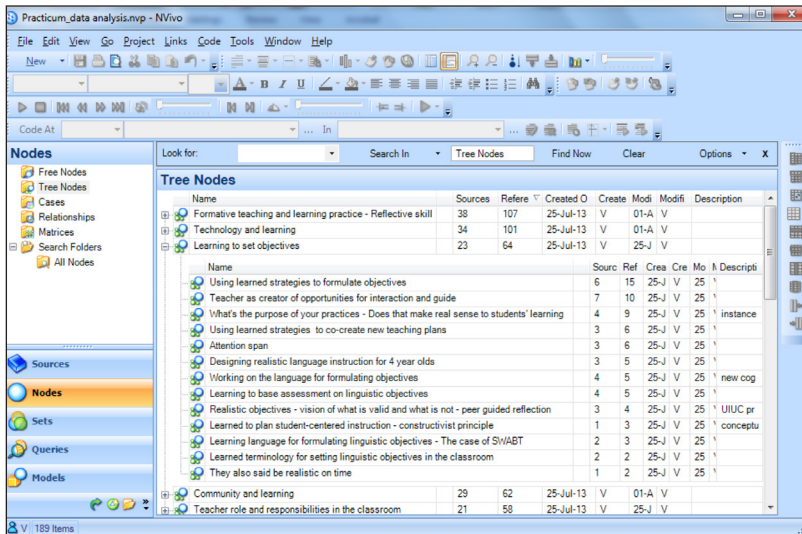 Practicum_data analysis.nvp - NVivo
File Edit View Go Project Links Code Tools Window Help
New
A B I U A
Code At ... In ...
Nodes
Look for: Search In Tree Nodes Find Now Clear Options x
Free Nodes
Tree Nodes
Cases
Relationships
Matrices
Search Folders
All Nodes
Tree Nodes
Name Sources Refere Created O Create Modi Modifi Description
Formative teaching and learning practice - Reflective skill 38 107 25-Jul-13 V 01-A V
Technology and learning 34 101 25-Jul-13 V 01-A V
Learning to set objectives 23 64 25-Jul-13 V 25-J V
Name Sourc Ref Crea Cre Mo M Descripti
Using learned strategies to formulate objectives 6 15 25-J V 25
Teacher as creator of opportunities for interaction and guide 7 10 25-J V 25
What's the purpose of your practices - Does that make real sense to students' learning 4 9 25-J V 25 instance
Using learned strategies to co-create new teaching plans 3 6 25-J V 25
Attention span 3 6 25-J V 25
Designing realistic language instruction for 4 year olds 3 5 25-J V 25
Working on the language for formulating objectives 4 5 25-J V 25 new cog
Learning to base assessment on linguistic objectives 4 5 25-J V 25
Realistic objectives - vision of what is valid and what is not - peer guided reflection 3 4 25-J V 25 UIUC pr
Learned to plan student-centered instruction - constructivist principle 1 3 25-J V 25 conceptu
Learning language for formulating linguistic objectives - The case of SWABT 2 3 25-J V 25
Learned terminology for setting linguistic objectives in the classroom 2 2 25-J V 25
They also said be realistic on time 1 2 25-J V 25
Community and learning 29 62 25-Jul-13 V 01-A V
Teacher role and responsibilities in the classroom 21 58 25-Jul-13 V 25-J V
Sources
Nodes
Sets
Queries
Models
V 189 Items